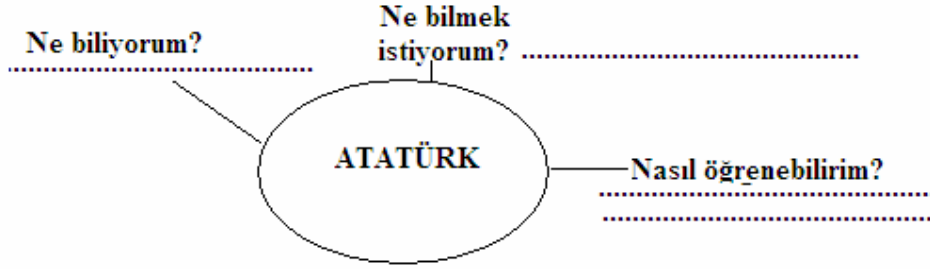 Ne biliyorum?
Ne bilmek
istiyorum?
ATATÜRK
Nasıl öğrenebilirim?